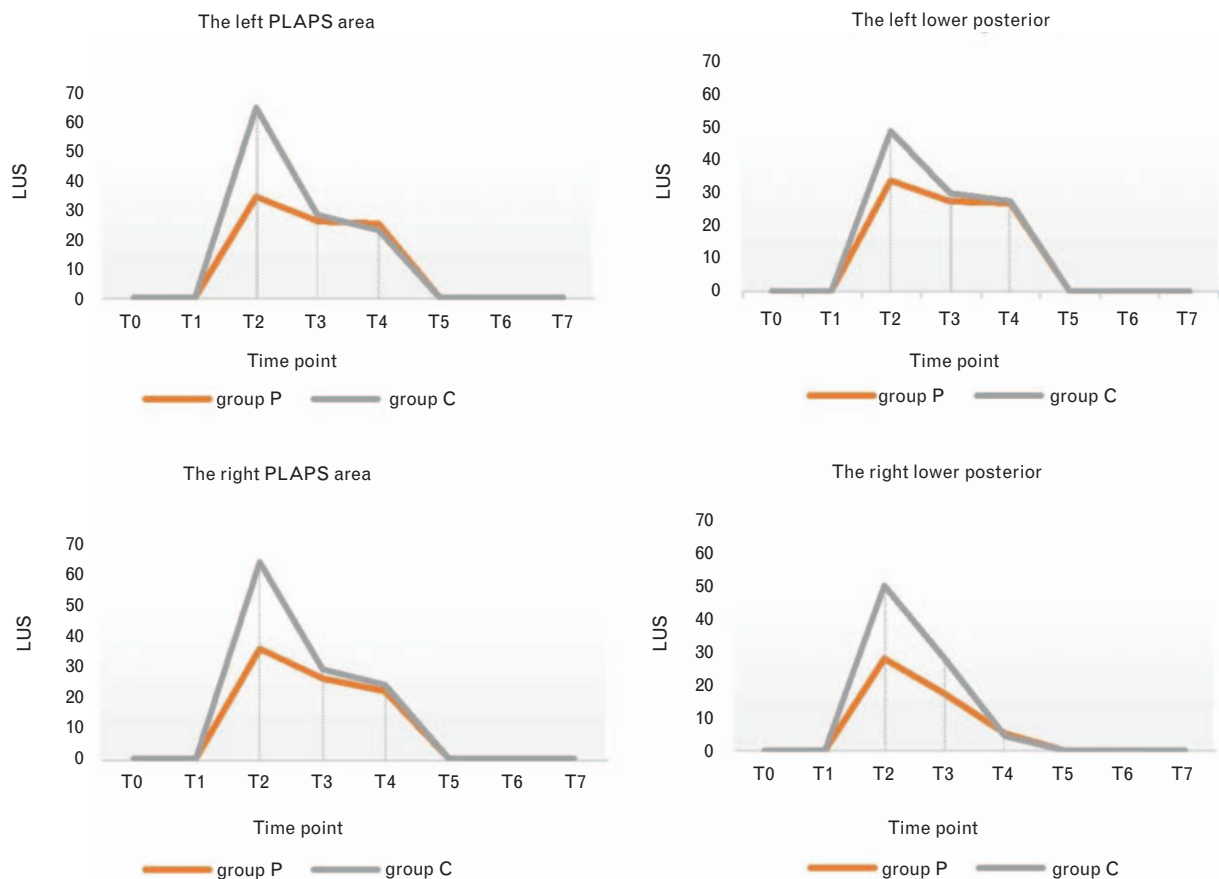 The left PLAPS area
70
60
50
40
30
20
10
0
LUS
T0 T1 T2 T3 T4 T5 T6 T7
Time point
group P group C
The left lower posterior
70
60
50
40
30
20
10
0
LUS
T0 T1 T2 T3 T4 T5 T6 T7
Time point
group P group C
The right PLAPS area
70
60
50
40
30
20
10
0
LUS
T0 T1 T2 T3 T4 T5 T6 T7
Time point
group P group C
The right lower posterior
70
60
50
40
30
20
10
0
LUS
T0 T1 T2 T3 T4 T5 T6 T7
Time point
group P group C